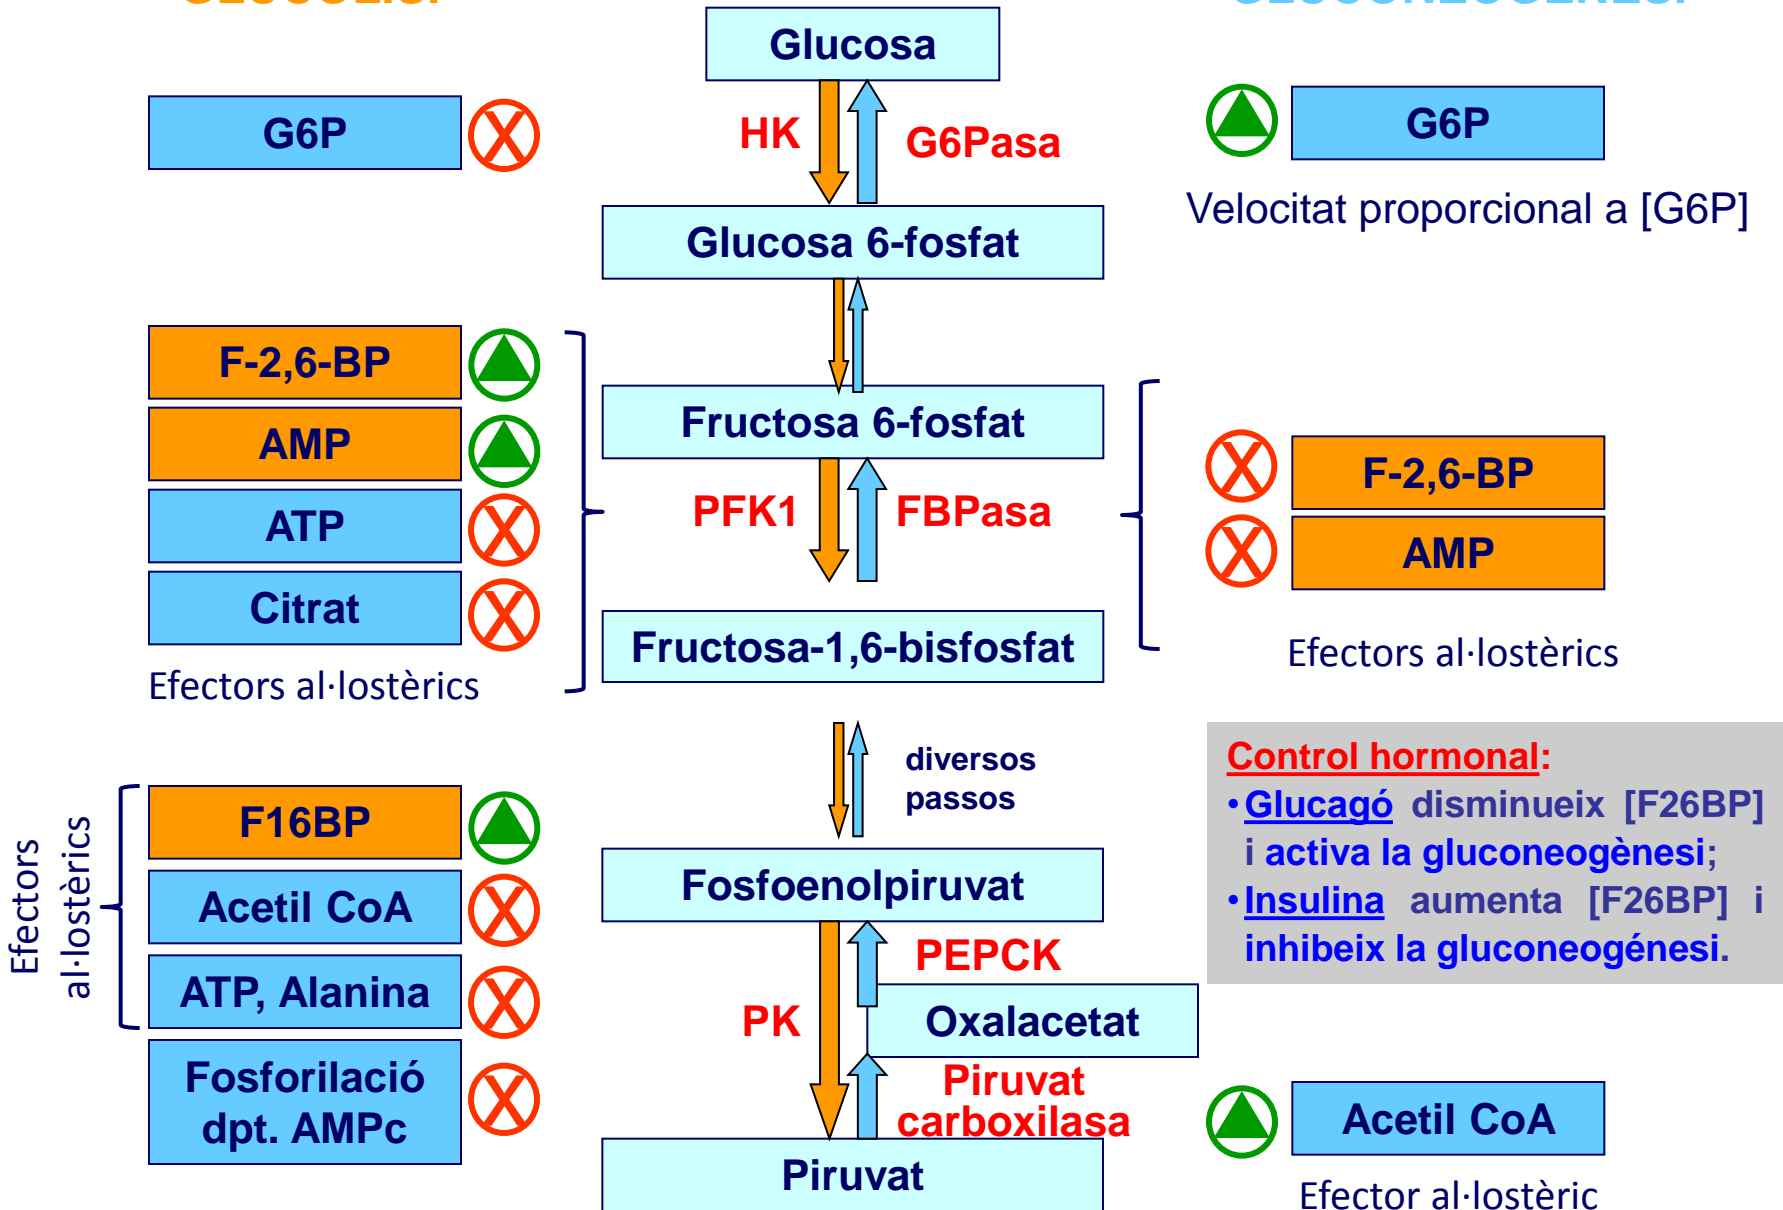 Glucosa
G6P
X
HK
G6Pasa
G6P
Velocitat proporcional a [G6P]
Glucosa 6-fosfat
F-2,6-BP
AMP
ATP
X
Citrat
X
Efectors al·lostèrics
Fructosa 6-fosfat
PFK1
FBPasa
Fructosa-1,6-bisfosfat
X
F-2,6-BP
X
AMP
Efectors al·lostèrics
diversos
passos
Control hormonal:
•Glucagó disminueix [F26BP]
i activa la gluconeogènesi;
•Insulina aumenta [F26BP] i
inhibeix la gluconeogénesi.
Efectors
al·lostèrics
F16BP
Acetil CoA
X
ATP, Alanina
X
Fosforilació
dpt. AMPc
X
Fosfoenolpiruvat
PEPCK
PK
Oxalacetat
Piruvat
carboxilasa
Piruvat
Acetil CoA
Efector al·lostèric